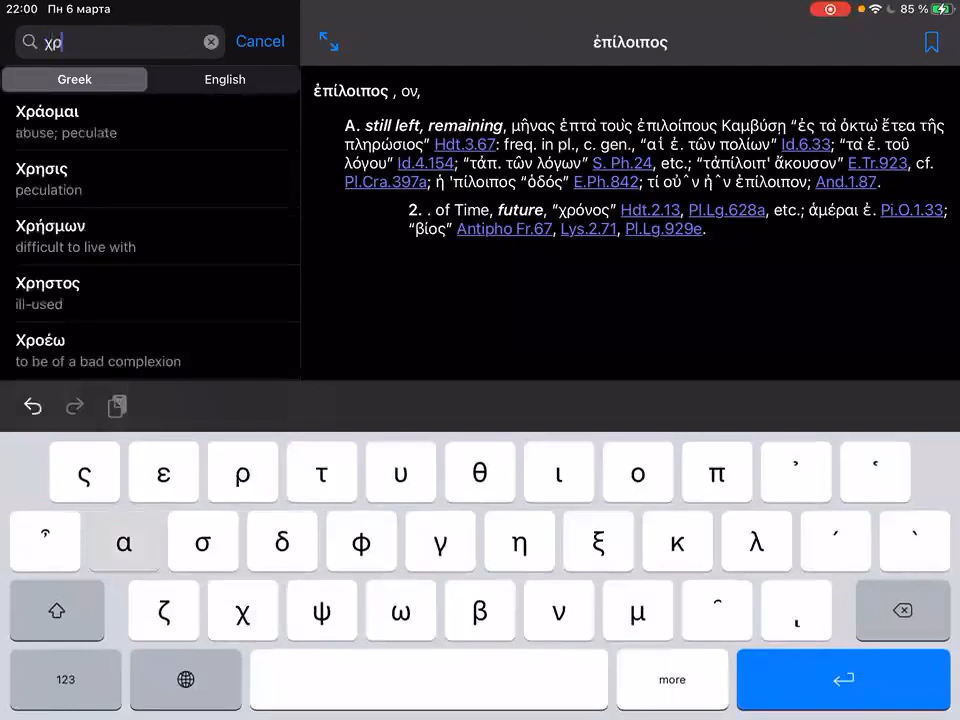 22:00 Пн 6 марта
85 %
χρ
Cancel
Greek
English
Χράομαι
abuse; peculate
Χρησις
peculation
Χρήσμων
difficult to live with
Χρηστος
ill-used
Χροέω
to be of a bad complexion
ἐπίλοιπος
ἐπίλοιπος , ον,
A. still left, remaining, μῆνας ἑπτὰ τοὺς ἐπιλοίπους Καμβύσῃ “ἐς τὰ ὀκτὼ ἔτεα τῆς
πληρώσιος” Hdt.3.67: freq. in pl., c. gen., “αἱ ἐ. τῶν πολίων” Id.6.33; “τὰ ἐ. τοῦ
λόγου” Id.4.154; “τἀπ. τῶν λόγων” S. Ph.24, etc.; “τἀπίλοιπ' ἄκουσον” E.Tr.923, cf.
Pl.Cra.397a; ἡ 'πίλοιπος “ὁδός” E.Ph.842; τί οὐ^ν ἠ^ν ἐπίλοιπον; And.1.87.
2. . of Time, future, “χρόνος” Hdt.2.13, Pl.Lg.628a, etc.; ἁμέραι ἐ. Pi.O.1.33;
“βίος” Antipho Fr.67, Lys.2.71, Pl.Lg.929e.
ς ε ρ τ υ θ ι ο π ᾿ ῾
α σ δ φ γ η ξ κ λ ´ `
ζ χ ψ ω β ν μ ῀ ͺ
123
more